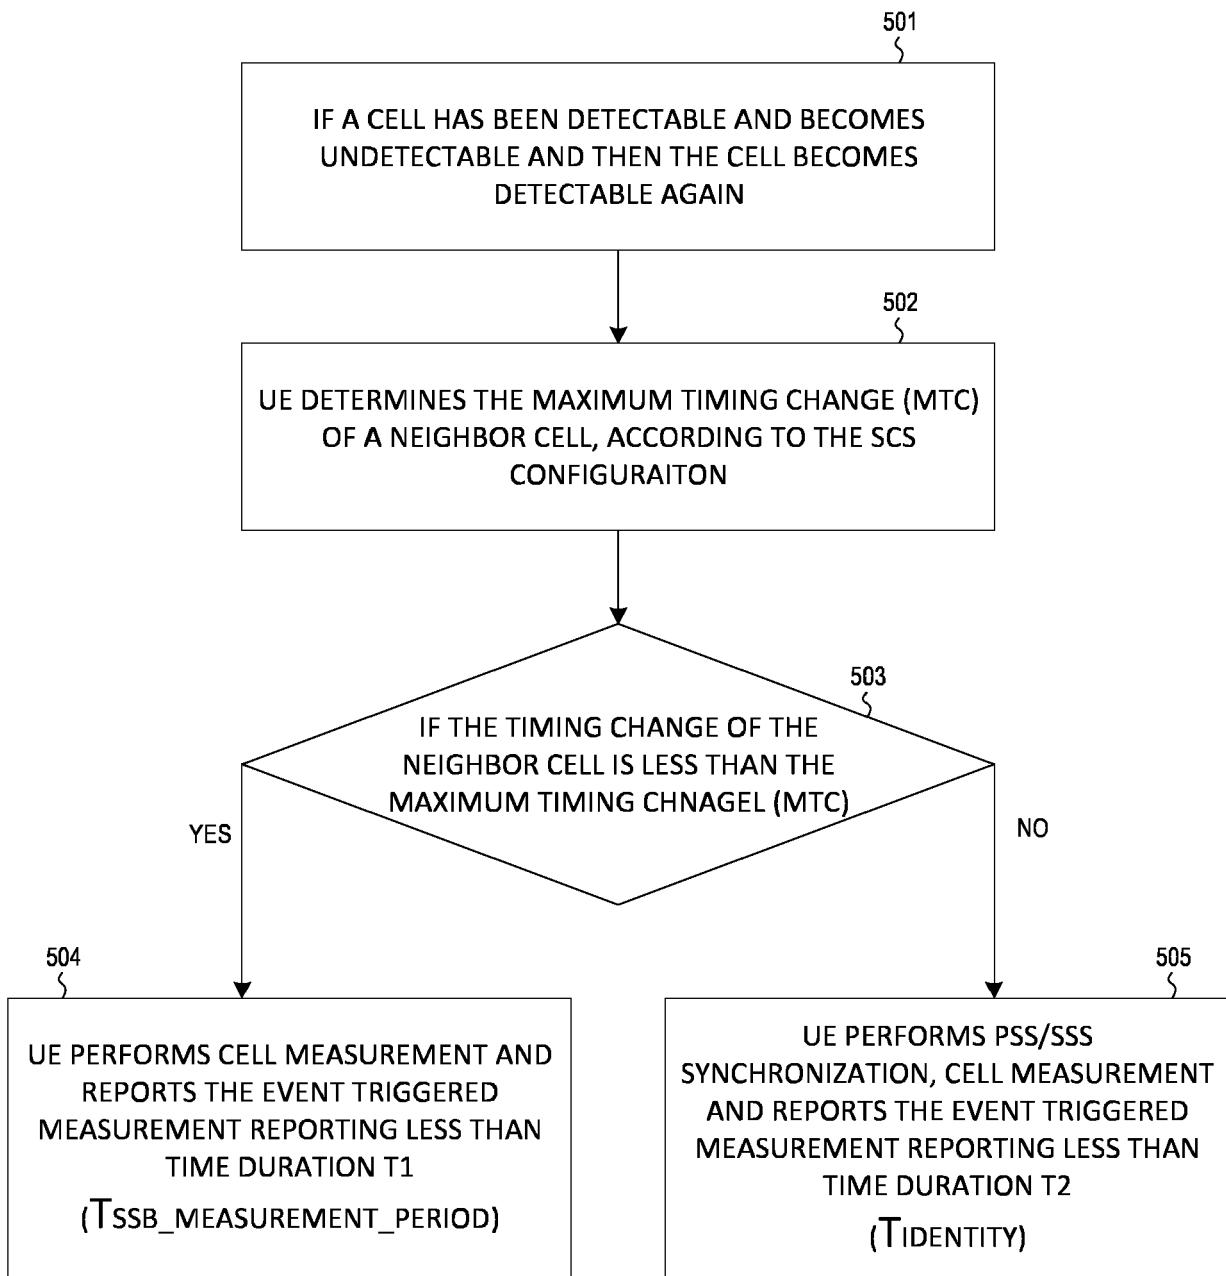 501
IF A CELL HAS BEEN DETECTABLE AND BECOMES
UNDETECTABLE AND THEN THE CELL BECOMES
DETECTABLE AGAIN
502
UE DETERMINES THE MAXIMUM TIMING CHANGE (MTC)
OF A NEIGHBOR CELL, ACCORDING TO THE SCS
CONFIGURAITON
503
IF THE TIMING CHANGE OF THE
NEIGHBOR CELL IS LESS THAN THE
MAXIMUM TIMING CHNAGEL (MTC)
YES
NO
504
UE PERFORMS CELL MEASUREMENT AND
REPORTS THE EVENT TRIGGERED
MEASUREMENT REPORTING LESS THAN
TIME DURATION T1
(TSSB_MEASUREMENT_PERIOD)
505
UE PERFORMS PSS/SSS
SYNCHRONIZATION, CELL MEASUREMENT
AND REPORTS THE EVENT TRIGGERED
MEASUREMENT REPORTING LESS THAN
TIME DURATION T2
(TIDENTITY)